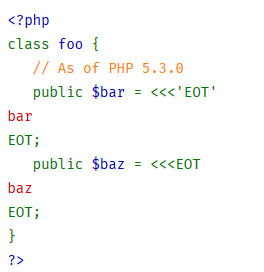 <?php
class foo {
   // As of PHP 5.3.0
   public $bar = <<<'EOT'
bar
EOT;
   public $baz = <<<EOT
baz
EOT;
}
?>